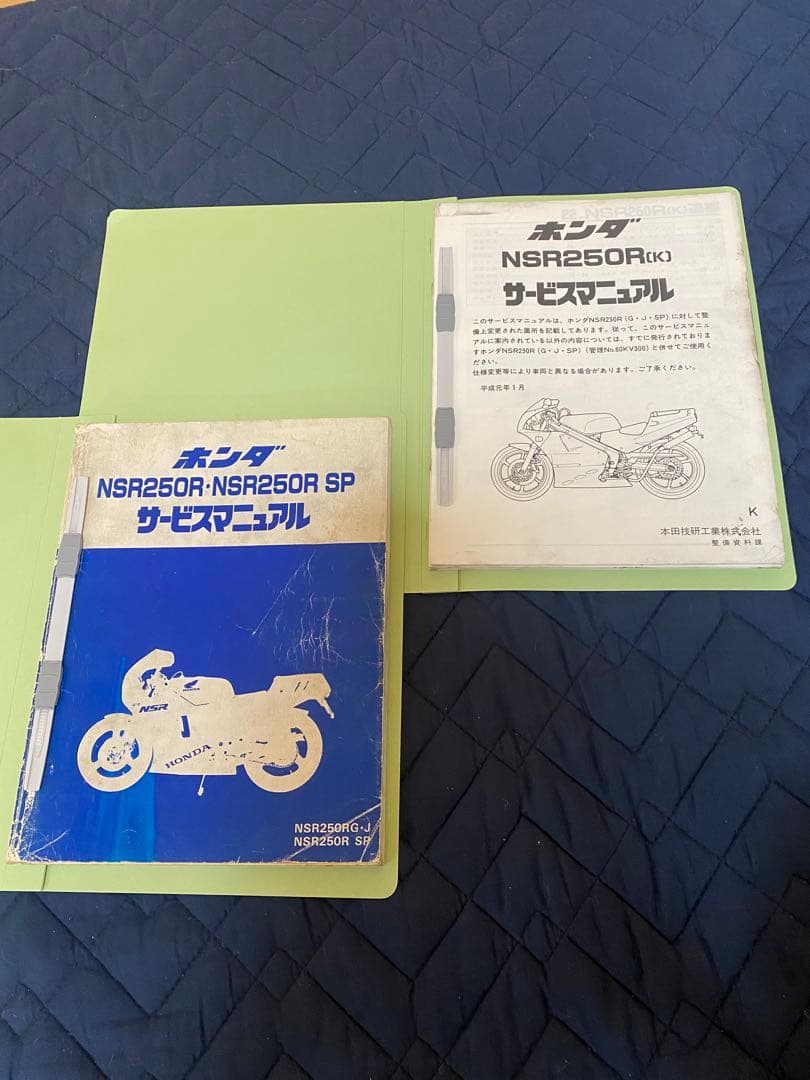 ホンダ
NSR250R(K)
サービスマニュアル
このサービスマニュアルは、ホンダNSR250R(G・J・SP)に対して整
備上変更された箇所を記載してあります。従って、このサービスマニュ
アルに案内されている以外の内容については、すでに発行されておりま
すホンダNSR250R(G・J・SP)(管理No.60KV300)と併せてご使用く
ださい。
仕様変更等により車両と異なる場合があります。ご了承ください。
平成元年1月
K
本田技研工業株式会社
整備資料課
ホンダ
NSR250R・NSR250R SP
サービスマニュアル
HONDA
NSR
HONDA
NSR250RG・J
NSR250R SP